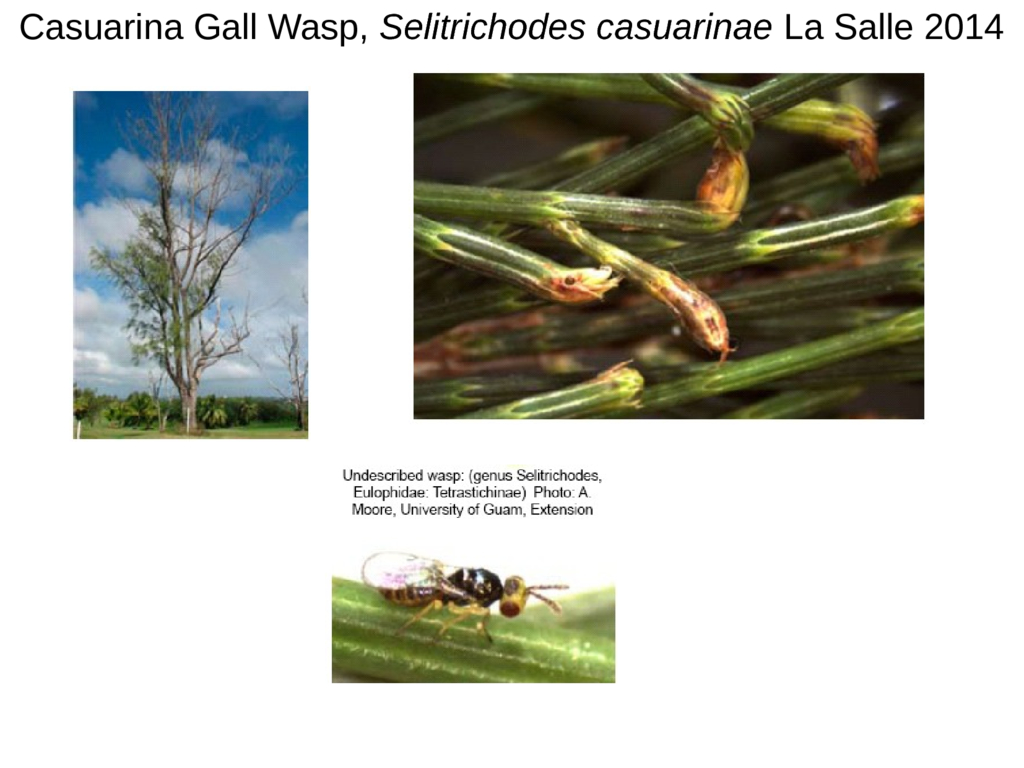 Casuarina Gall Wasp, Selitrichodes casuarinae La Salle 2014
Undescribed wasp: (genus Selitrichodes,
Eulophidae: Tetrastichinae) Photo: A.
Moore, University of Guam, Extension